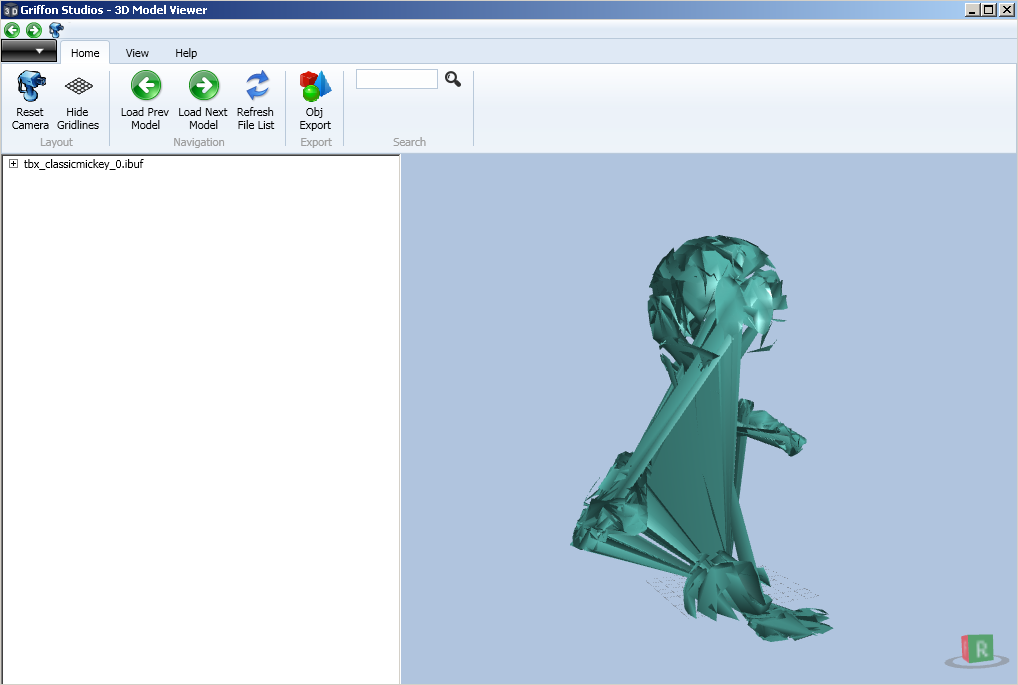 3D Griffon Studios - 3D Model Viewer
Home View Help
Reset Camera
Hide Gridlines
Load Prev Model
Load Next Model
Refresh File List
Obj Export
Layout Navigation Export Search
tbx_classicmickey_0.ibuf
R